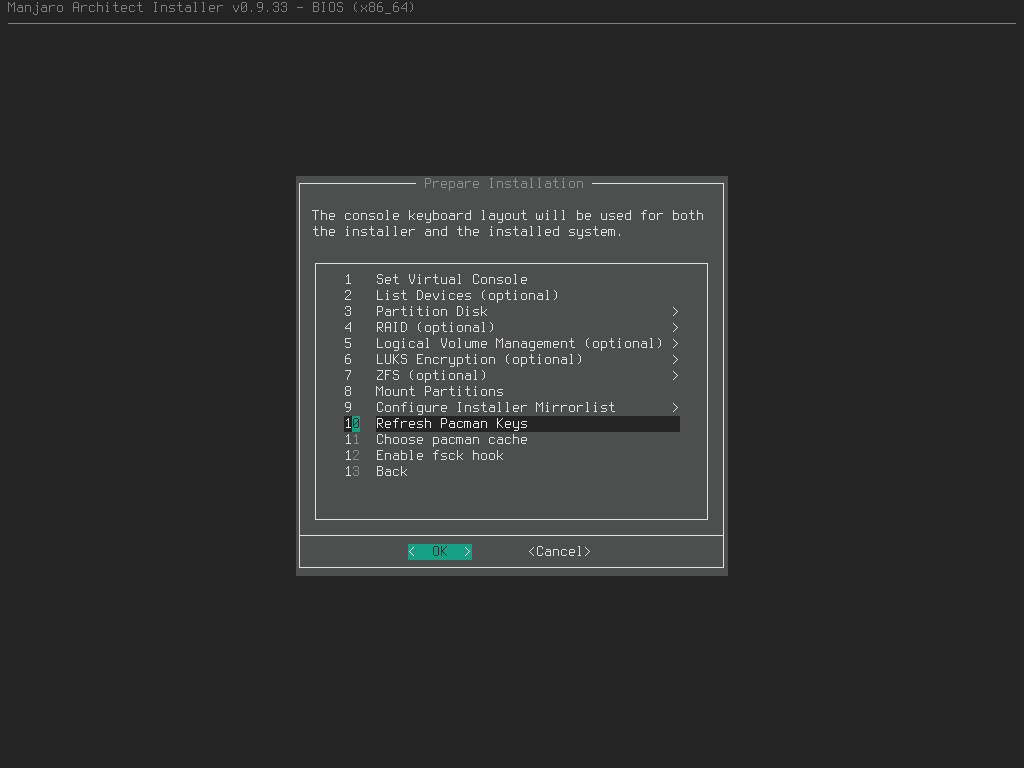 Manjaro Architect Installer v0.9.33 - BIOS (x86_64)
Prepare Installation
The console keyboard layout will be used for both
the installer and the installed system.
1 Set Virtual Console
2 List Devices (optional)
3 Partition Disk >
4 RAID (optional) >
5 Logical Volume Management (optional) >
6 LUKS Encryption (optional) >
7 ZFS (optional) >
8 Mount Partitions
9 Configure Installer Mirrorlist >
10 Refresh Pacman Keys
11 Choose pacman cache
12 Enable fsck hook
13 Back
< OK > <Cancel>